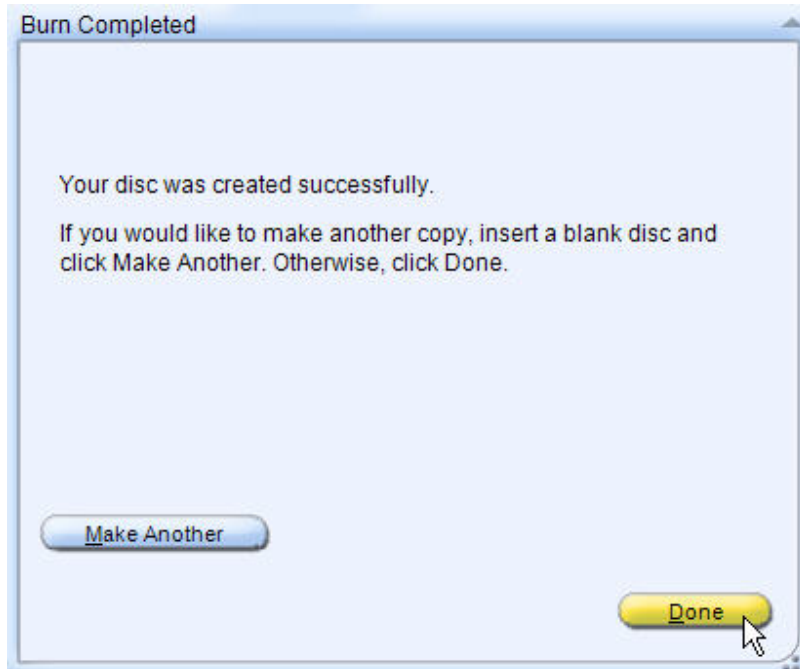 Burn Completed
Your disc was created successfully.
If you would like to make another copy, insert a blank disc and
click Make Another. Otherwise, click Done.
Make Another
Done